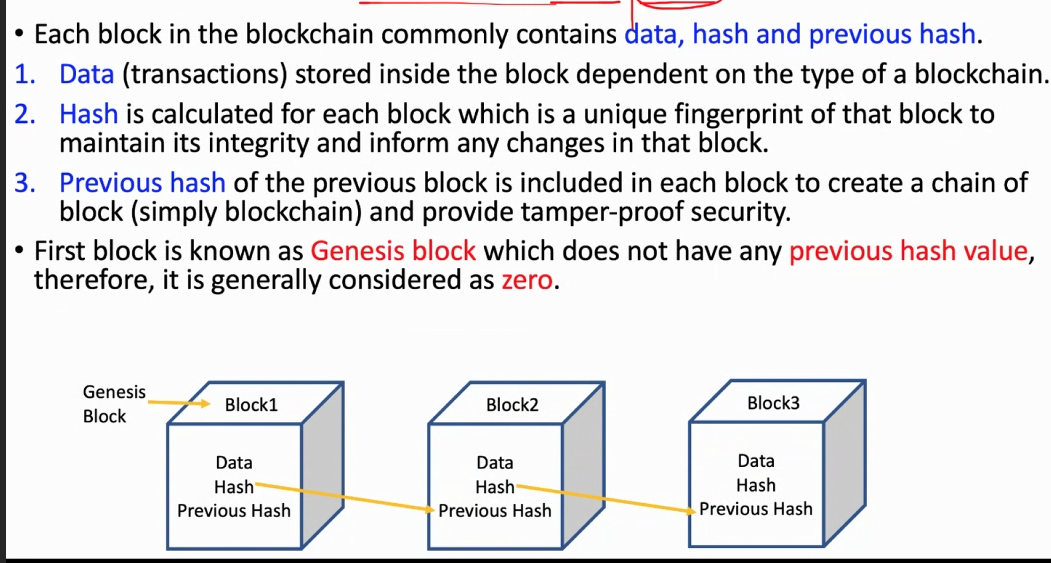 • Each block in the blockchain commonly contains data, hash and previous hash.
1. Data (transactions) stored inside the block dependent on the type of a blockchain.
2. Hash is calculated for each block which is a unique fingerprint of that block to
maintain its integrity and inform any changes in that block.
3. Previous hash of the previous block is included in each block to create a chain of
block (simply blockchain) and provide tamper-proof security.
• First block is known as Genesis block which does not have any previous hash value,
therefore, it is generally considered as zero.
Genesis
Block
Block1
Data
Hash
Previous Hash
Block2
Data
Hash
Previous Hash
Block3
Data
Hash
Previous Hash